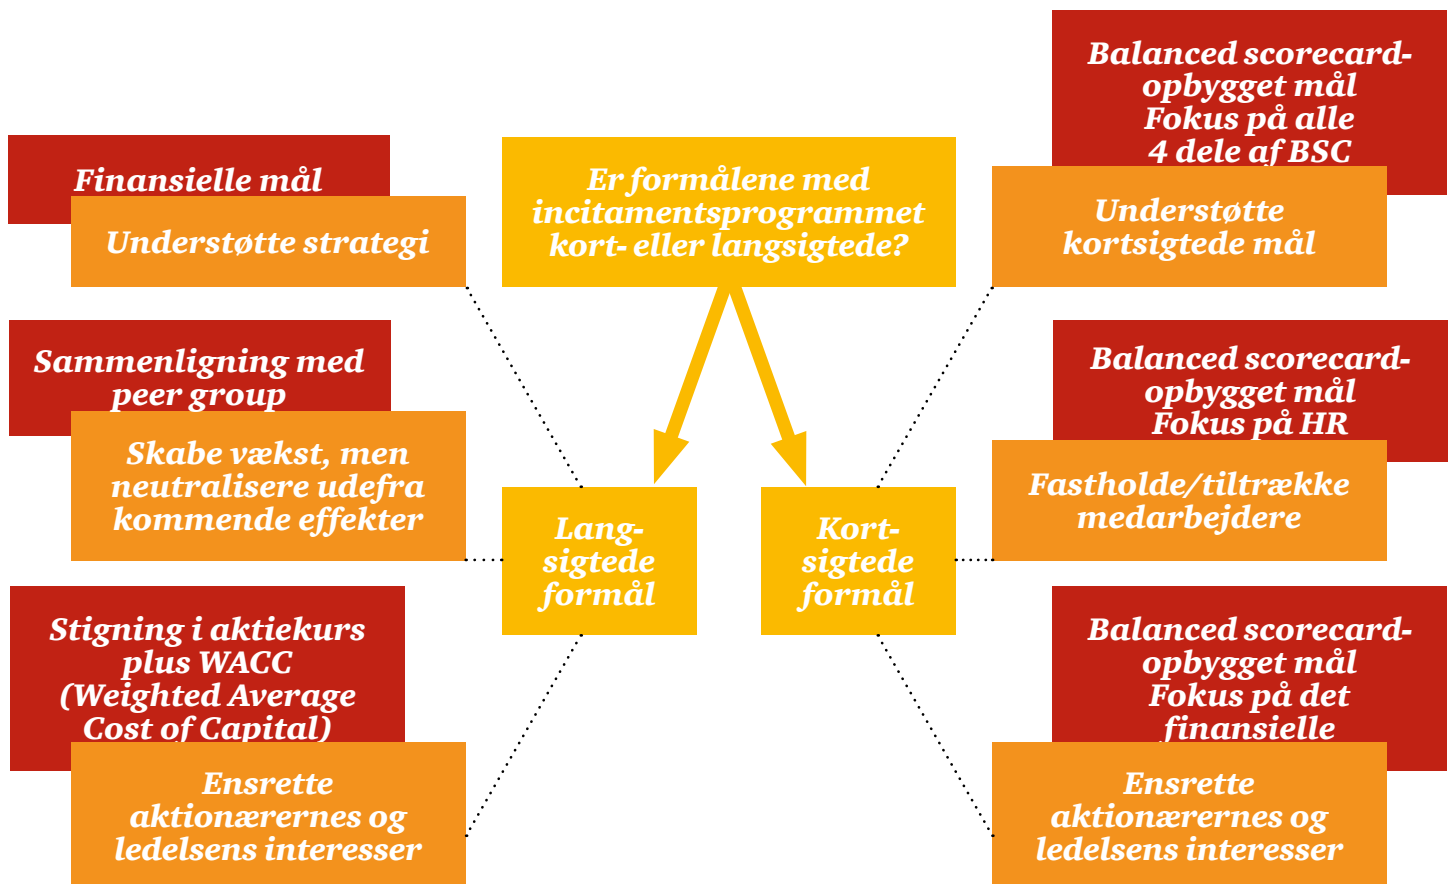 Finansielle mål
Understøtte strategi
Sammenligning med
peer group
Skabe vækst, men
neutralisere udefra
kommende effekter
Stigning i aktiekurs
plus WACC
(Weighted Average
Cost of Capital)
Ensrette
aktionærernes og
ledelsens interesser
Er formålene med
incitamentsprogrammet
kort- eller langsigtede?
Lang-
sigtede
formål
Kort-
sigtede
formål
Balanced scorecard-
opbygget mål
Fokus på alle
4 dele af BSC
Understøtte
kortsigtede mål
Balanced scorecard-
opbygget mål
Fokus på HR
Fastholde/tiltrække
medarbejdere
Balanced scorecard-
opbygget mål
Fokus på det
finansielle
Ensrette
aktionærernes og
ledelsens interesser